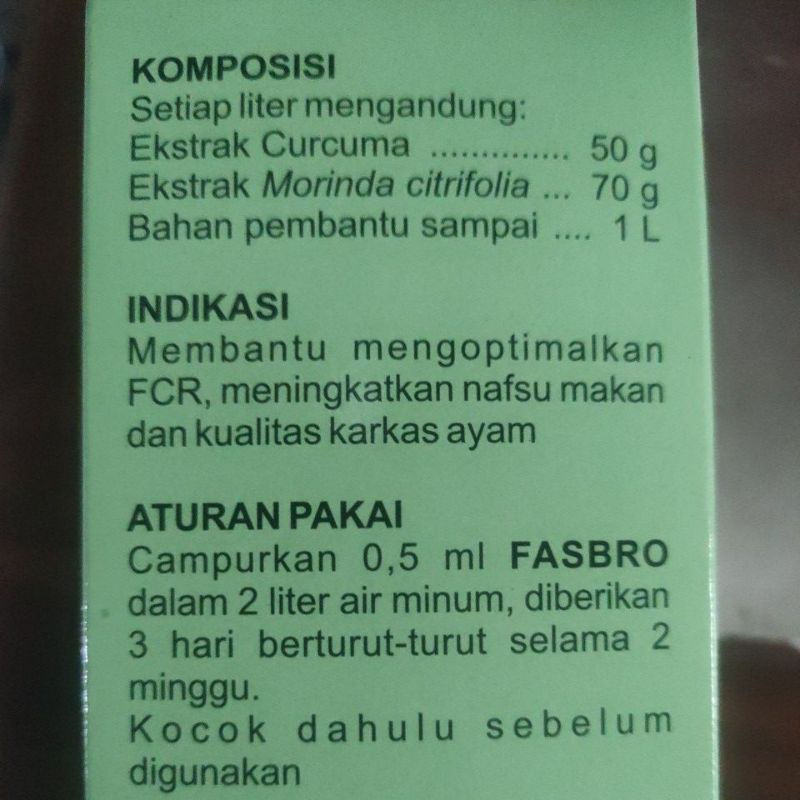 KOMPOSISI
Setiap liter mengandung:
Ekstrak Curcuma .............. 50 g
Ekstrak Morinda citrifolia ... 70 g
Bahan pembantu sampai .... 1 L
INDIKASI
Membantu mengoptimalkan
FCR, meningkatkan nafsu makan
dan kualitas karkas ayam
ATURAN PAKAI
Campurkan 0,5 ml FASBRO
dalam 2 liter air minum, diberikan
3 hari berturut-turut selama 2
minggu.
Kocok dahulu sebelum
digunakan